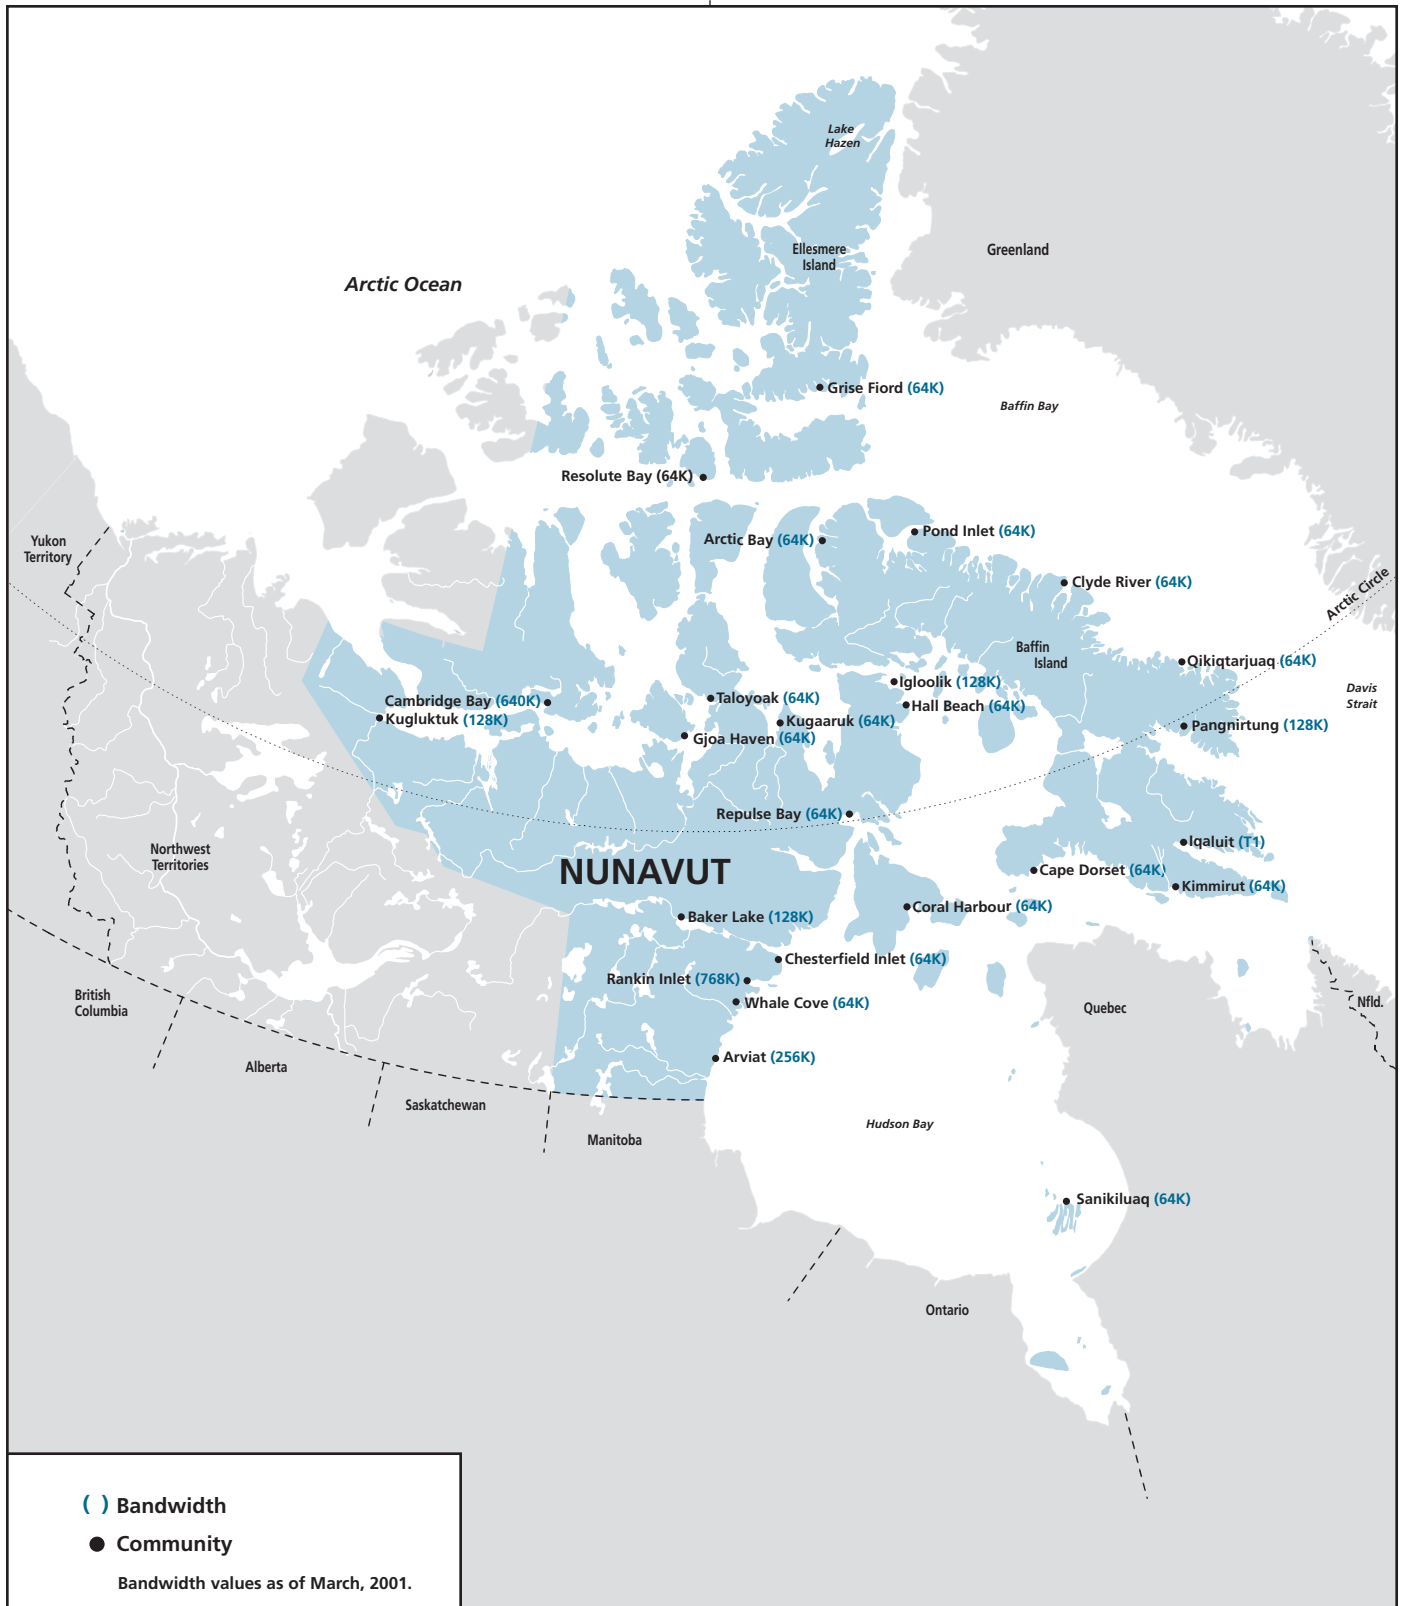 Lake
Hazen
Ellesmere
Island
Greenland
Arctic Ocean
Grise Fiord (64K)
Baffin Bay
Resolute Bay (64K)
Pond Inlet (64K)
Arctic Bay (64K)
Yukon
Territory
Clyde River (64K)
Arctic Circle
Baffin
Island
Qikiqtarjuaq (64K)
Igloolik (128K)
Davis
Strait
Cambridge Bay (640K)
Taloyoak (64K)
Hall Beach (64K)
Kugluktuk (128K)
Kugaaruk (64K)
Pangnirtung (128K)
Gjoa Haven (64K)
Repulse Bay (64K)
Iqaluit (T1)
Northwest
Territories
NUNAVUT
Cape Dorset (64K)
Kimmirut (64K)
Coral Harbour (64K)
Baker Lake (128K)
Chesterfield Inlet (64K)
Rankin Inlet (768K)
British
Columbia
Whale Cove (64K)
Quebec
Nfld.
Arviat (256K)
Alberta
Saskatchewan
Hudson Bay
Manitoba
Sanikiluaq (64K)
Ontario
( ) Bandwidth
Community
Bandwidth values as of March, 2001.